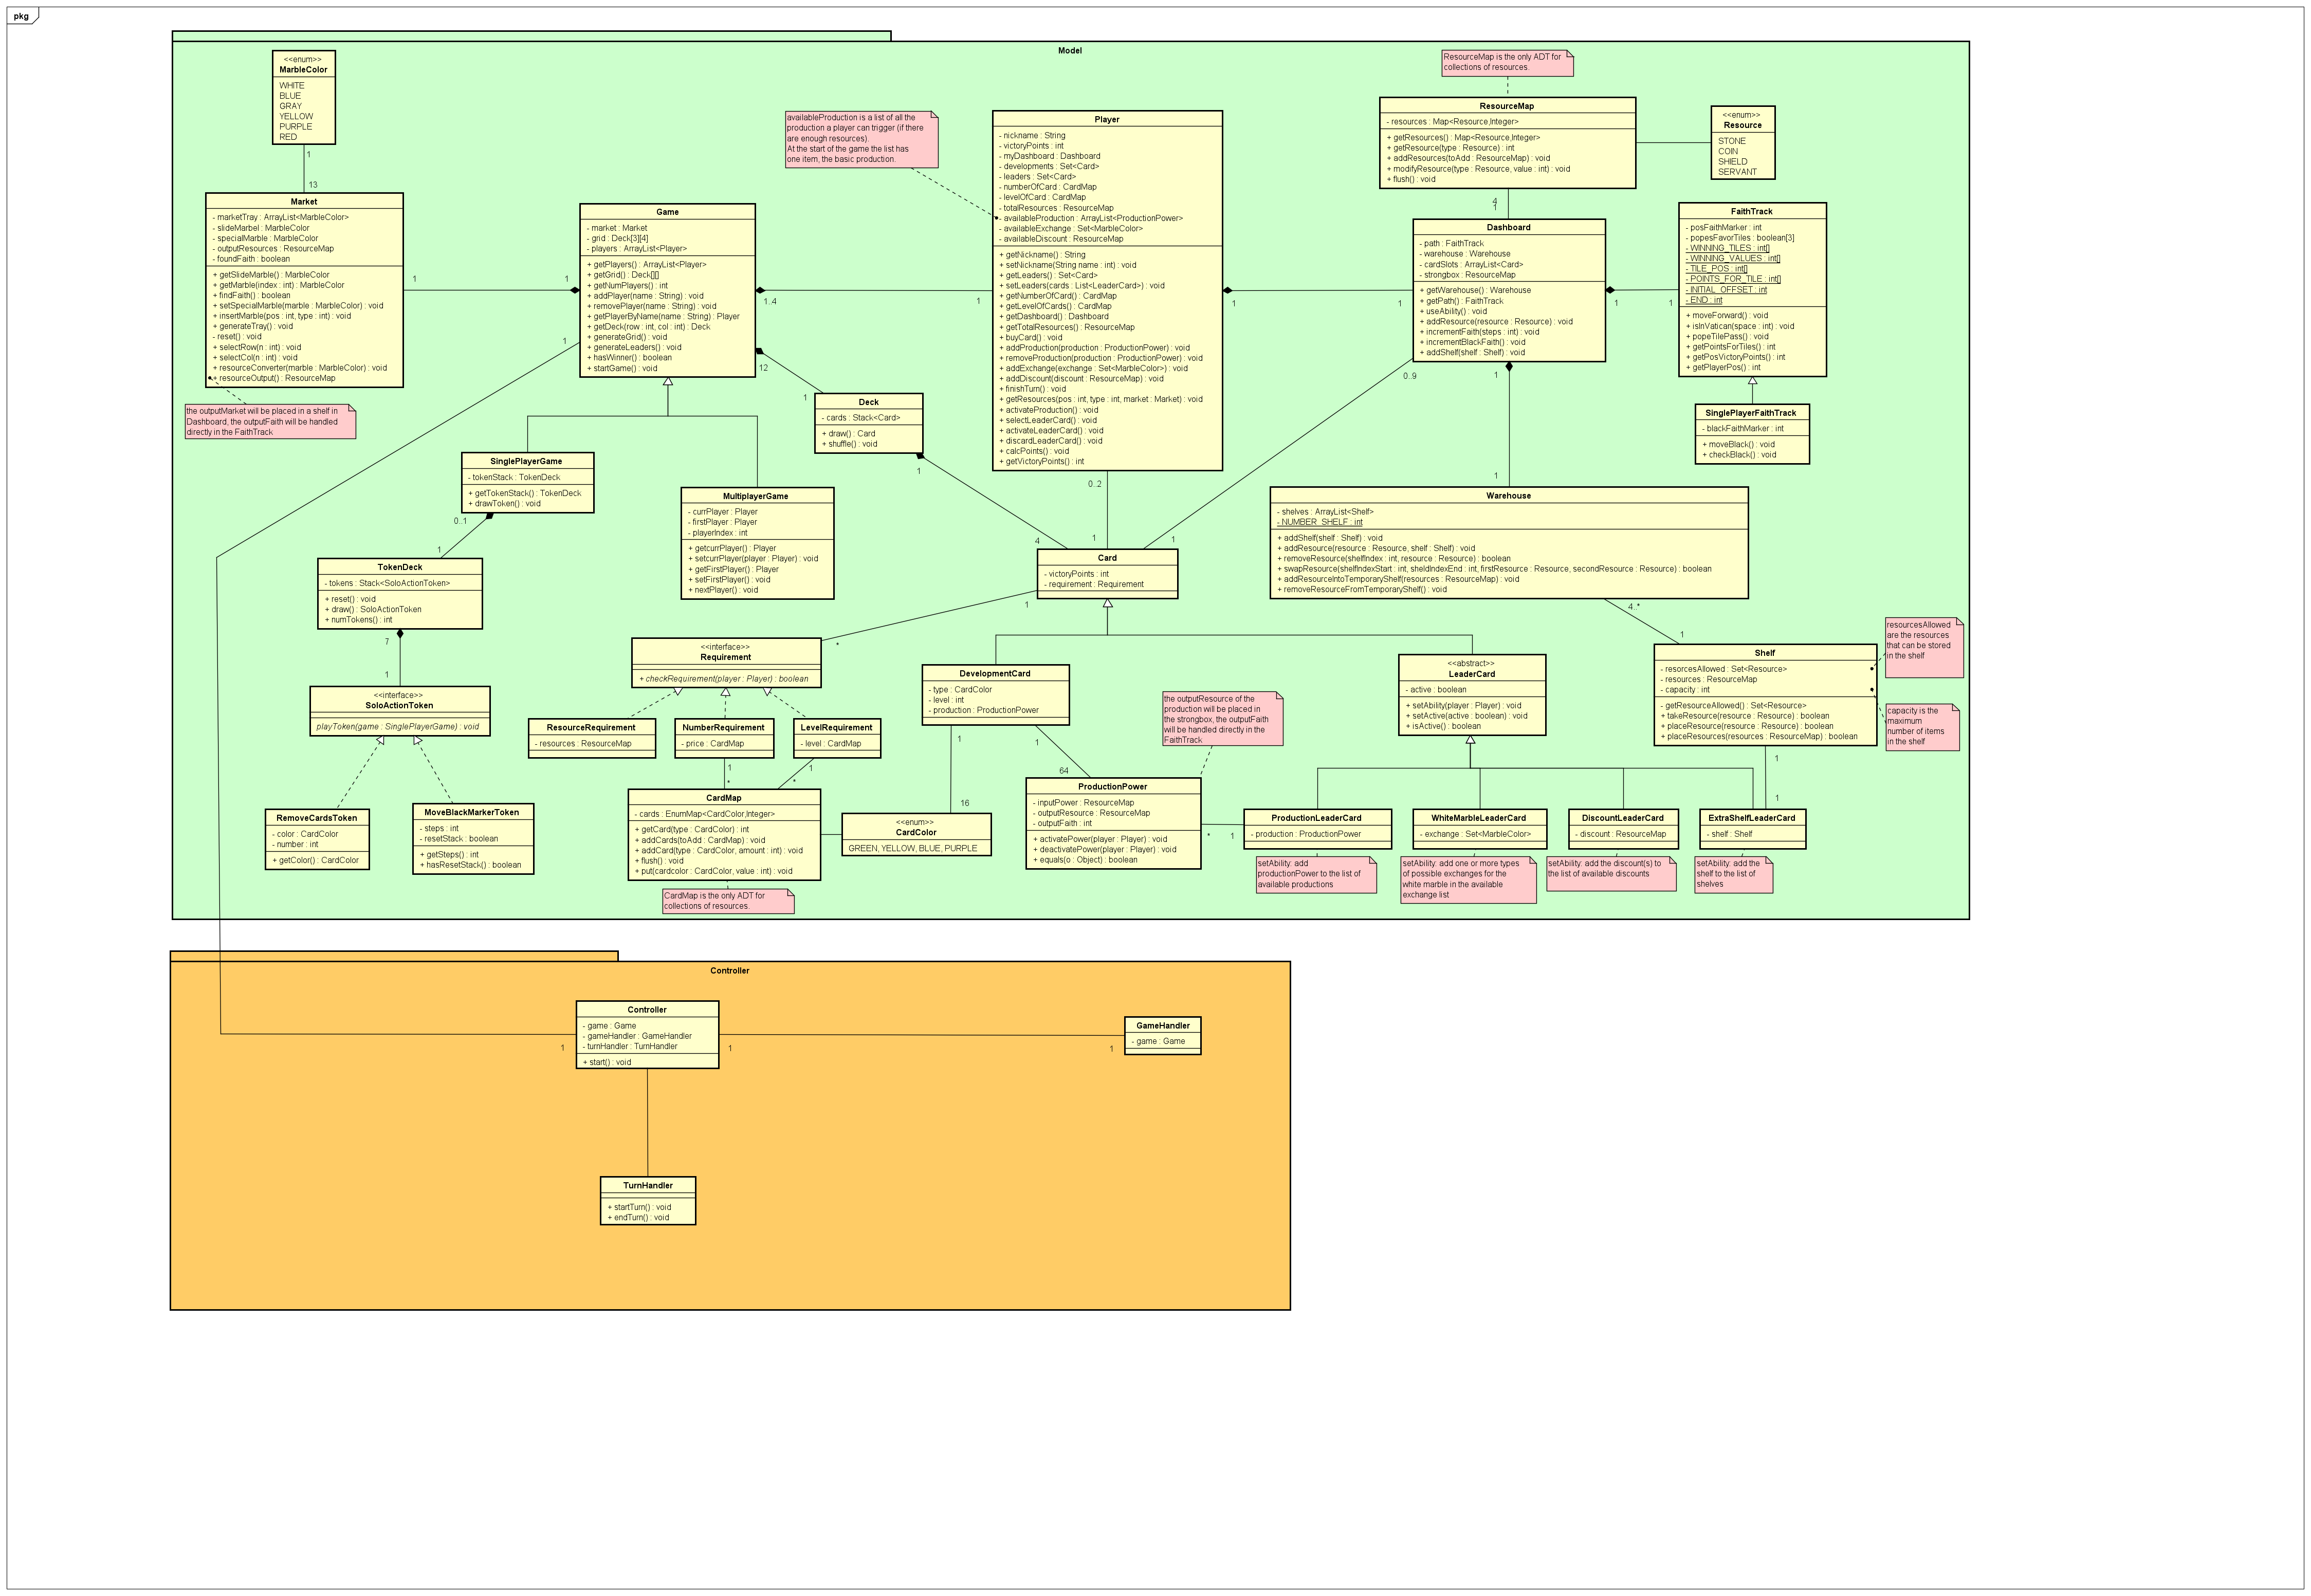 pkg
Model
<<enum>>
MarbleColor
WHITE
BLUE
GRAY
YELLOW
PURPLE
RED
1
13
Market
- marketTray : ArrayList<MarbleColor>
- slideMarbel : MarbleColor
- specialMarble : MarbleColor
- outputResources : ResourceMap
- foundFaith : boolean
+ getSlideMarble() : MarbleColor
+ getMarble(index : int) : MarbleColor
+ findFaith() : boolean
+ setSpecialMarble(marble : MarbleColor) : void
+ insertMarble(pos : int, type : int) : void
+ generateTray() : void
- reset() : void
+ selectRow(n : int) : void
+ selectCol(n : int) : void
+ resourceConverter(marble : MarbleColor) : void
+ resourceOutput() : ResourceMap
the outputMarket will be placed in a shelf in
Dashboard, the outputFaith will be handled
directly in the FaithTrack
1
1
1
Game
- market : Market
- grid : Deck[3][4]
- players : ArrayList<Player>
+ getPlayers() : ArrayList<Player>
+ getGrid() : Deck[][]
+ getNumPlayers() : int
+ addPlayer(name : String) : void
+ removePlayer(name : String) : void
+ getPlayerByName(name : String) : Player
+ getDeck(row : int, col : int) : Deck
+ generateGrid() : void
+ generateLeaders() : void
+ hasWinner() : boolean
+ startGame() : void
1..4
1
12
1
Deck
- cards : Stack<Card>
+ draw() : Card
+ shuffle() : void
1
4
availableProduction is a list of all the
production a player can trigger (if there
are enough resources).
At the start of the game the list has
one item, the basic production.
Player
- nickname : String
- victoryPoints : int
- myDashboard : Dashboard
- developments : Set<Card>
- leaders : Set<Card>
- numberOfCard : CardMap
- levelOfCard : CardMap
- totalResources : ResourceMap
- availableProduction : ArrayList<ProductionPower>
- availableExchange : Set<MarbleColor>
- availableDiscount : ResourceMap
+ getNickname() : String
+ setNickname(String name : int) : void
+ getLeaders() : Set<Card>
+ setLeaders(cards : List<LeaderCard>) : void
+ getNumberOfCard() : CardMap
+ getLevelOfCards() : CardMap
+ getDashboard() : Dashboard
+ getTotalResources() : ResourceMap
+ buyCard() : void
+ addProduction(production : ProductionPower) : void
+ removeProduction(production : ProductionPower) : void
+ addExchange(exchange : Set<MarbleColor>) : void
+ addDiscount(discount : ResourceMap) : void
+ finishTurn() : void
+ getResources(pos : int, type : int, market : Market) : void
+ activateProduction() : void
+ selectLeaderCard() : void
+ activateLeaderCard() : void
+ discardLeaderCard() : void
+ calcPoints() : void
+ getVictoryPoints() : int
0..2
1
1
1
ResourceMap is the only ADT for
collections of resources.
ResourceMap
- resources : Map<Resource,Integer>
+ getResources() : Map<Resource,Integer>
+ getResource(type : Resource) : int
+ addResources(toAdd : ResourceMap) : void
+ modifyResource(type : Resource, value : int) : void
+ flush() : void
<<enum>>
Resource
STONE
COIN
SHIELD
SERVANT
4
1
Dashboard
- path : FaithTrack
- warehouse : Warehouse
- cardSlots : ArrayList<Card>
- strongbox : ResourceMap
+ getWarehouse() : Warehouse
+ getPath() : FaithTrack
+ useAbility() : void
+ addResource(resource : Resource) : void
+ incrementFaith(steps : int) : void
+ incrementBlackFaith() : void
+ addShelf(shelf : Shelf) : void
0..9
1
1
1
1
1
FaithTrack
- posFaithMarker : int
- popesFavorTiles : boolean[3]
- WINNING_TILES : int[]
- WINNING_VALUES : int[]
- TILE_POS : int[]
- POINTS_FOR_TILE : int[]
- INITIAL_OFFSET : int
- END : int
+ moveForward() : void
+ isInVatican(space : int) : void
+ popeTilePass() : void
+ getPointsForTiles() : int
+ getPosVictoryPoints() : int
+ getPlayerPos() : int
SinglePlayerFaithTrack
- blackFaithMarker : int
+ moveBlack() : void
+ checkBlack() : void
SinglePlayerGame
- tokenStack : TokenDeck
+ getTokenStack() : TokenDeck
+ drawToken() : void
0..1
1
MultiplayerGame
- currPlayer : Player
- firstPlayer : Player
- playerIndex : int
+ getcurrPlayer() : Player
+ setcurrPlayer(player : Player) : void
+ getFirstPlayer() : Player
+ setFirstPlayer() : void
+ nextPlayer() : void
Warehouse
- shelves : ArrayList<Shelf>
- NUMBER_SHELF : int
+ addShelf(shelf : Shelf) : void
+ addResource(resource : Resource, shelf : Shelf) : void
+ removeResource(shelfIndex : int, resource : Resource) : boolean
+ swapResource(shelfIndexStart : int, sheldIndexEnd : int, firstResource : Resource, secondResource : Resource) : boolean
+ addResourceIntoTemporaryShelf(resources : ResourceMap) : void
+ removeResourceFromTemporaryShelf() : void
4..*
1
TokenDeck
- tokens : Stack<SoloActionToken>
+ reset() : void
+ draw() : SoloActionToken
+ numTokens() : int
7
1
Card
- victoryPoints : int
- requirement : Requirement
1
*
<<interface>>
Requirement
+ checkRequirement(player : Player) : boolean
DevelopmentCard
- type : CardColor
- level : int
- production : ProductionPower
1
1
64
16
<<abstract>>
LeaderCard
- active : boolean
+ setAbility(player : Player) : void
+ setActive(active : boolean) : void
+ isActive() : boolean
Shelf
- resorcesAllowed : Set<Resource>
- resources : ResourceMap
- capacity : int
- getResourceAllowed() : Set<Resource>
+ takeResource(resource : Resource) : boolean
+ placeResource(resource : Resource) : boolean
+ placeResources(resources : ResourceMap) : boolean
resourcesAllowed
are the resources
that can be stored
in the shelf
capacity is the
maximum
number of items
in the shelf
1
1
<<interface>>
SoloActionToken
playToken(game : SinglePlayerGame) : void
ResourceRequirement
- resources : ResourceMap
NumberRequirement
- price : CardMap
LevelRequirement
- level : CardMap
1
*
1
*
the outputResource of the
production will be placed in
the strongbox, the outputFaith
will be handled directly in the
FaithTrack
RemoveCardsToken
- color : CardColor
- number : int
+ getColor() : CardColor
MoveBlackMarkerToken
- steps : int
- resetStack : boolean
+ getSteps() : int
+ hasResetStack() : boolean
CardMap
- cards : EnumMap<CardColor,Integer>
+ getCard(type : CardColor) : int
+ addCards(toAdd : CardMap) : void
+ addCard(type : CardColor, amount : int) : void
+ flush() : void
+ put(cardcolor : CardColor, value : int) : void
CardMap is the only ADT for
collections of resources.
<<enum>>
CardColor
GREEN, YELLOW, BLUE, PURPLE
ProductionPower
- inputPower : ResourceMap
- outputResource : ResourceMap
- outputFaith : int
+ activatePower(player : Player) : void
+ deactivatePower(player : Player) : void
+ equals(o : Object) : boolean
*
1
ProductionLeaderCard
- production : ProductionPower
setAbility: add
productionPower to the list of
available productions
WhiteMarbleLeaderCard
- exchange : Set<MarbleColor>
setAbility: add one or more types
of possible exchanges for the
white marble in the available
exchange list
DiscountLeaderCard
- discount : ResourceMap
setAbility: add the discount(s) to
the list of available discounts
ExtraShelfLeaderCard
- shelf : Shelf
setAbility: add the
shelf to the list of
shelves
Controller
Controller
- game : Game
- gameHandler : GameHandler
- turnHandler : TurnHandler
+ start() : void
1
1
1
GameHandler
- game : Game
TurnHandler
+ startTurn() : void
+ endTurn() : void